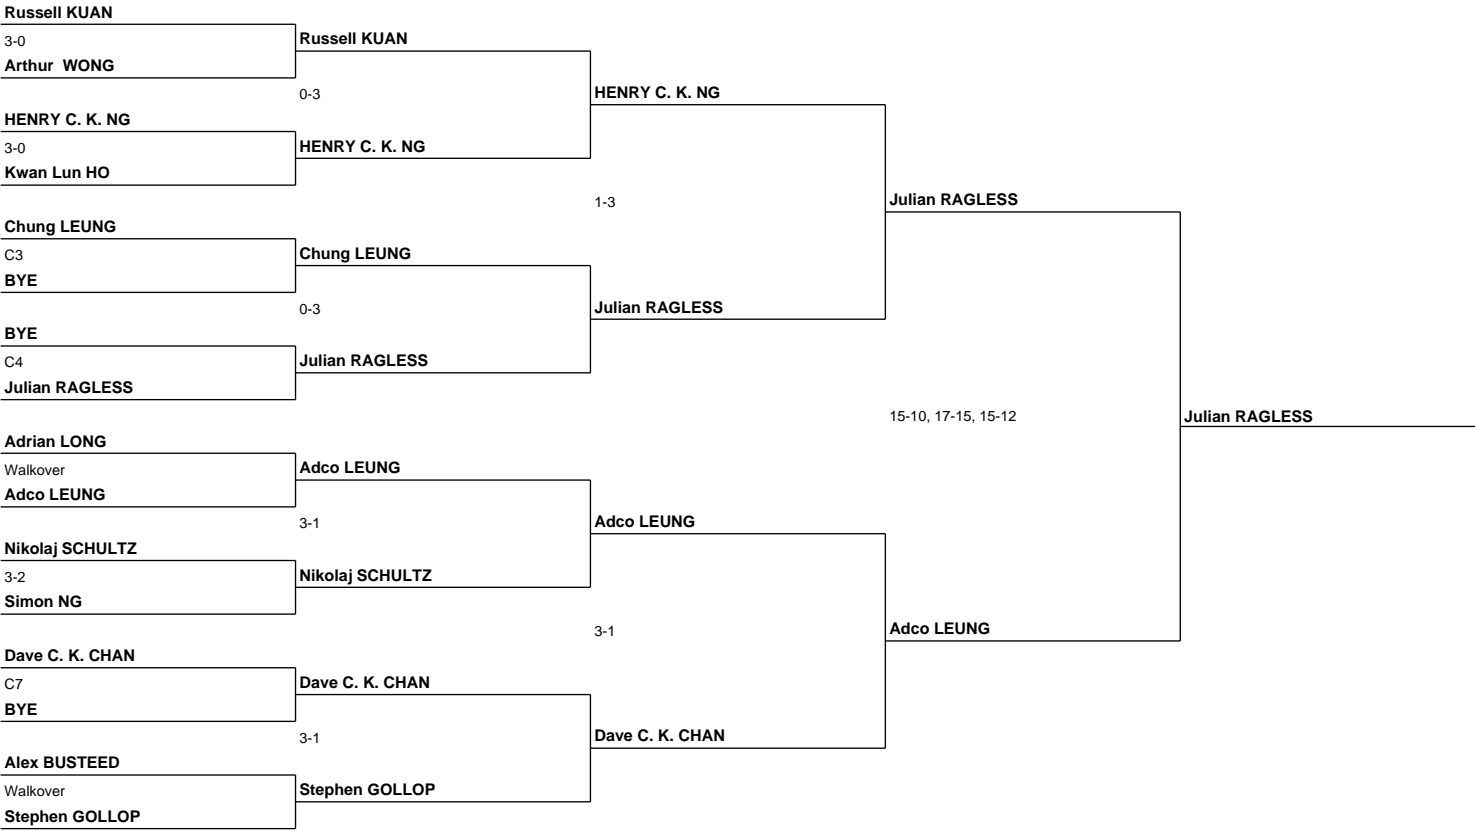 Russell KUAN
3-0
Arthur  WONG
HENRY C. K. NG
3-0
Kwan Lun HO
Chung LEUNG
C3
BYE
BYE
C4
Julian RAGLESS
Adrian LONG
Walkover
Adco LEUNG
Nikolaj SCHULTZ
3-2
Simon NG
Dave C. K. CHAN
C7
BYE
Alex BUSTEED
Walkover
Stephen GOLLOP
Russell KUAN
0-3
HENRY C. K. NG
Chung LEUNG
0-3
Julian RAGLESS
Adco LEUNG
3-1
Nikolaj SCHULTZ
Dave C. K. CHAN
3-1
Stephen GOLLOP
HENRY C. K. NG
1-3
Julian RAGLESS
Adco LEUNG
3-1
Dave C. K. CHAN
Julian RAGLESS
15-10, 17-15, 15-12
Adco LEUNG
Julian RAGLESS